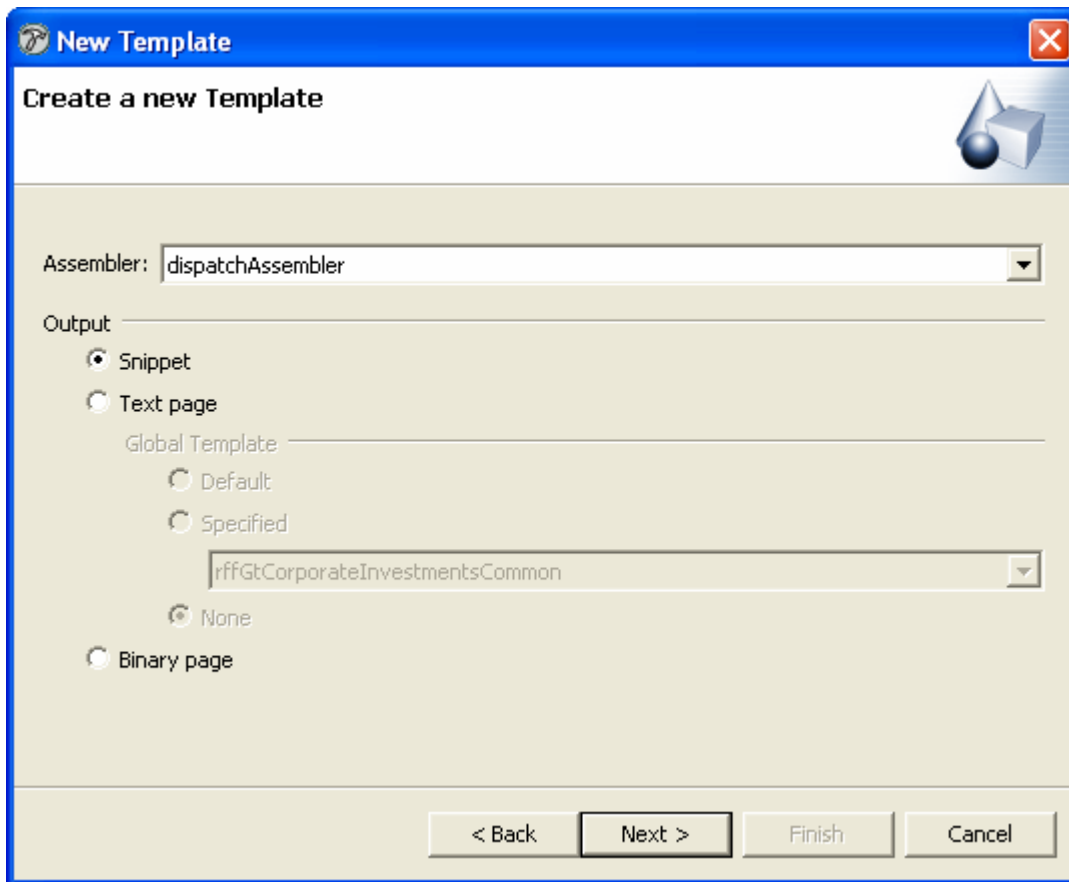 New Template
Create a new Template
Assembler: dispatchAssembler
Output
Snippet
Text page
Global Template
Default
Specified
rffGtCorporateInvestmentsCommon
None
Binary page
< Back Next > Finish Cancel